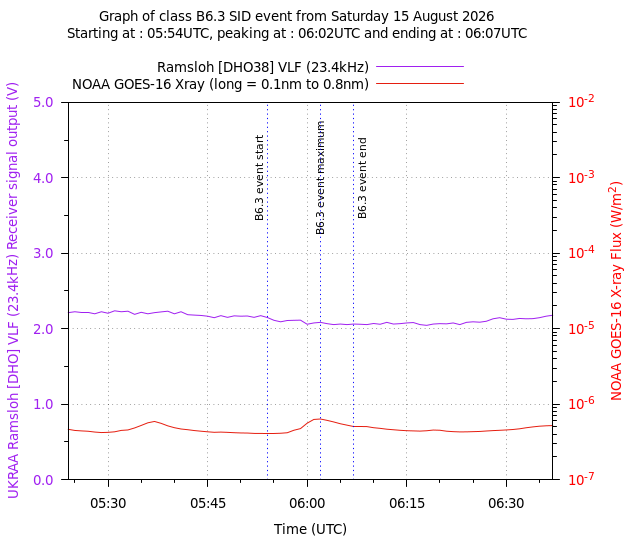 Graph of class B6.3 SID event from Saturday 15 August 2026
Starting at : 05:54UTC, peaking at : 06:02UTC and ending at : 06:07UTC
Ramsloh [DHO38] VLF (23.4kHz)
NOAA GOES-16 Xray (long = 0.1nm to 0.8nm)
UKRAA Ramsloh [DHO] VLF (23.4kHz) Receiver signal output (V)
5.0
4.0
3.0
2.0
1.0
0.0
B6.3 event start
B6.3 event maximum
B6.3 event end
10-2
10-3
10-4
10-5
10-6
10-7
NOAA GOES-16 X-ray Flux (W/m2)
05:30
05:45
06:00
06:15
06:30
Time (UTC)